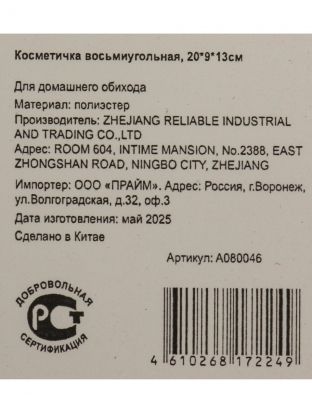 Косметичка восьмиугольная, 20*9*13см
Для домашнего обихода
Материал: полиэстер
Производитель: ZHEJIANG RELIABLE INDUSTRIAL
AND TRADING CO.,LTD
Адрес: ROOM 604, INTIME MANSION, No.2388, EAST
ZHONGSHAN ROAD, NINGBO CITY, ZHEJIANG
Импортер: ООО «ПРАЙМ». Адрес: Россия, г.Воронеж,
ул.Волгоградская, д.32, оф.3
Дата изготовления: май 2025
Сделано в Китае
Артикул: A080046
ДОБРОВОЛЬНАЯ
РСТ
СЕРТИФИКАЦИЯ
4 610268 172249